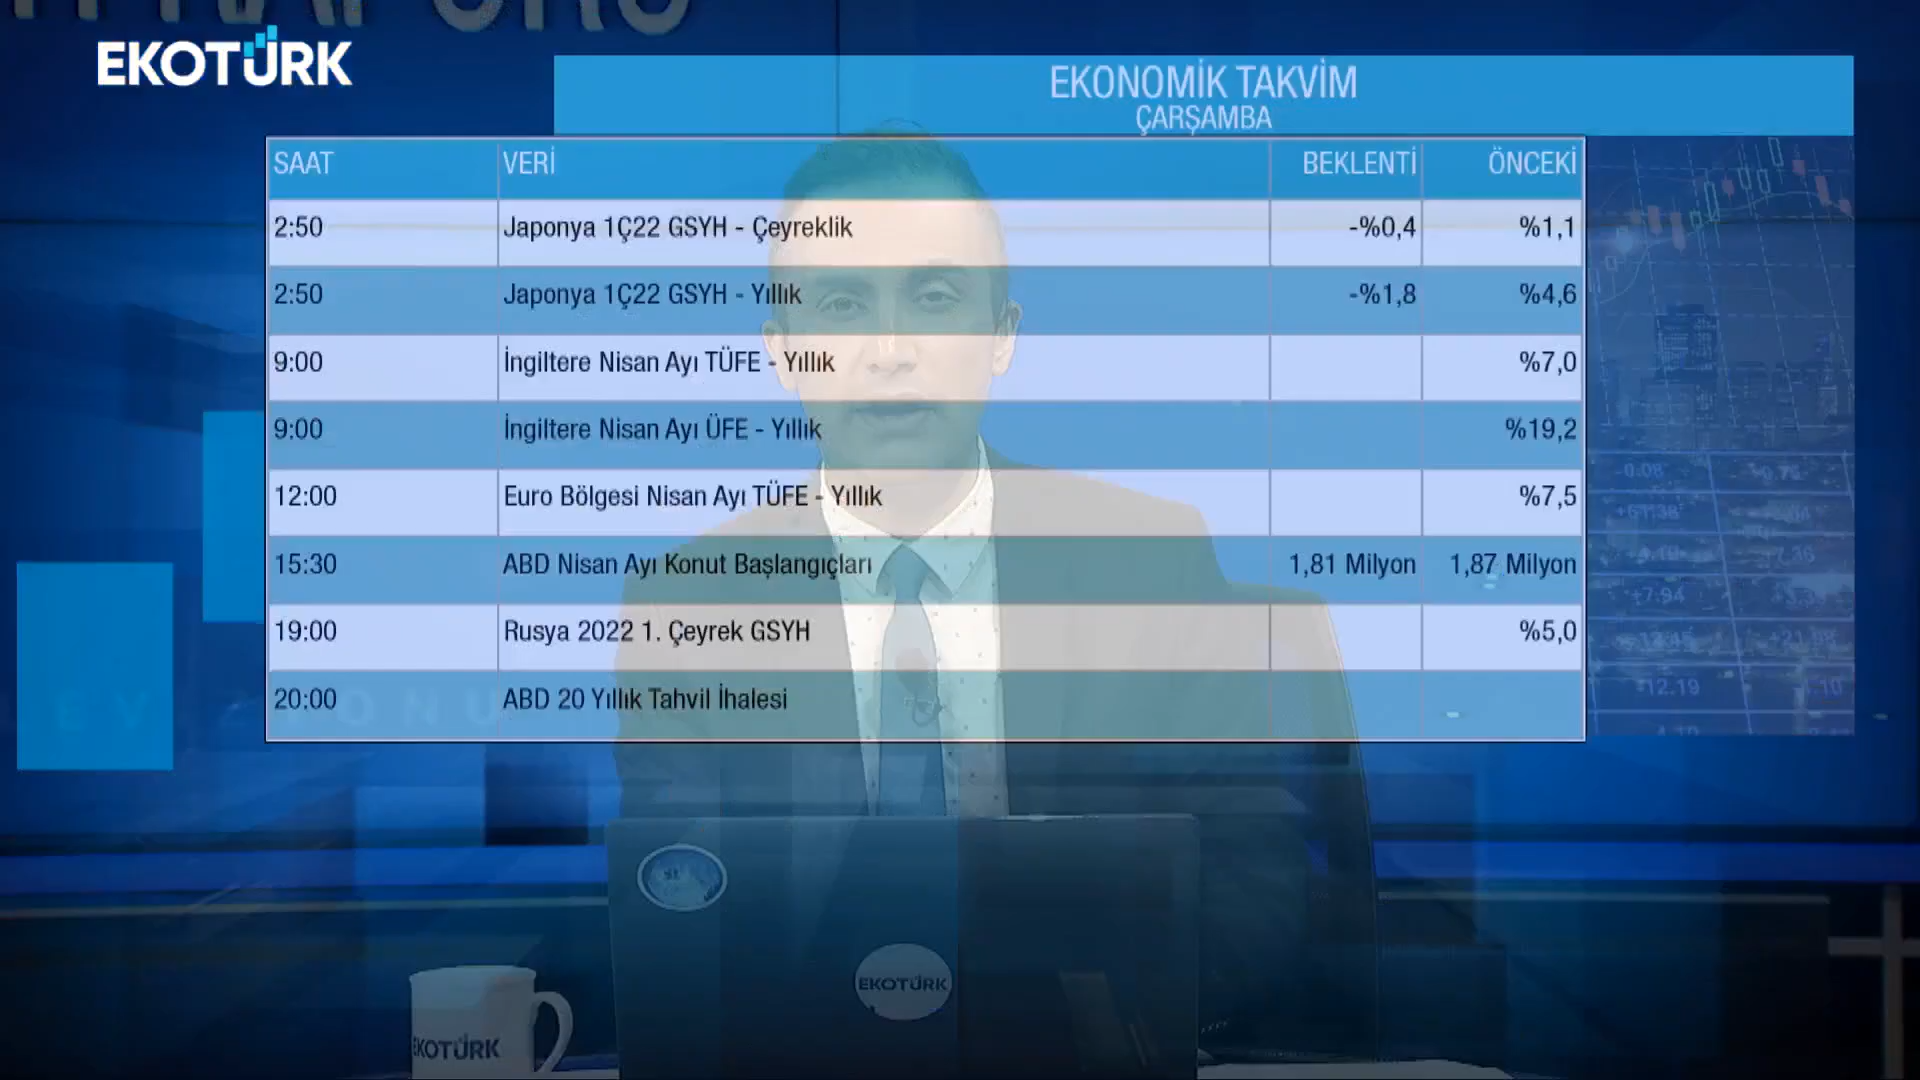 EKOTÜRK
EKONOMİK TAKVİM
ÇARŞAMBA
SAAT VERİ BEKLENTİ ÖNCEKİ
2:50 Japonya 1Ç22 GSYH - Çeyreklik -%0,4 %1,1
2:50 Japonya 1Ç22 GSYH - Yıllık -%1,8 %4,6
9:00 İngiltere Nisan Ayı TÜFE - Yıllık %7,0
9:00 İngiltere Nisan Ayı ÜFE - Yıllık %19,2
12:00 Euro Bölgesi Nisan Ayı TÜFE - Yıllık %7,5
15:30 ABD Nisan Ayı Konut Başlangıçları 1,81 Milyon 1,87 Milyon
19:00 Rusya 2022 1. Çeyrek GSYH %5,0
20:00 ABD 20 Yıllık Tahvil İhalesi
EKOTÜRK
EKOTÜRK